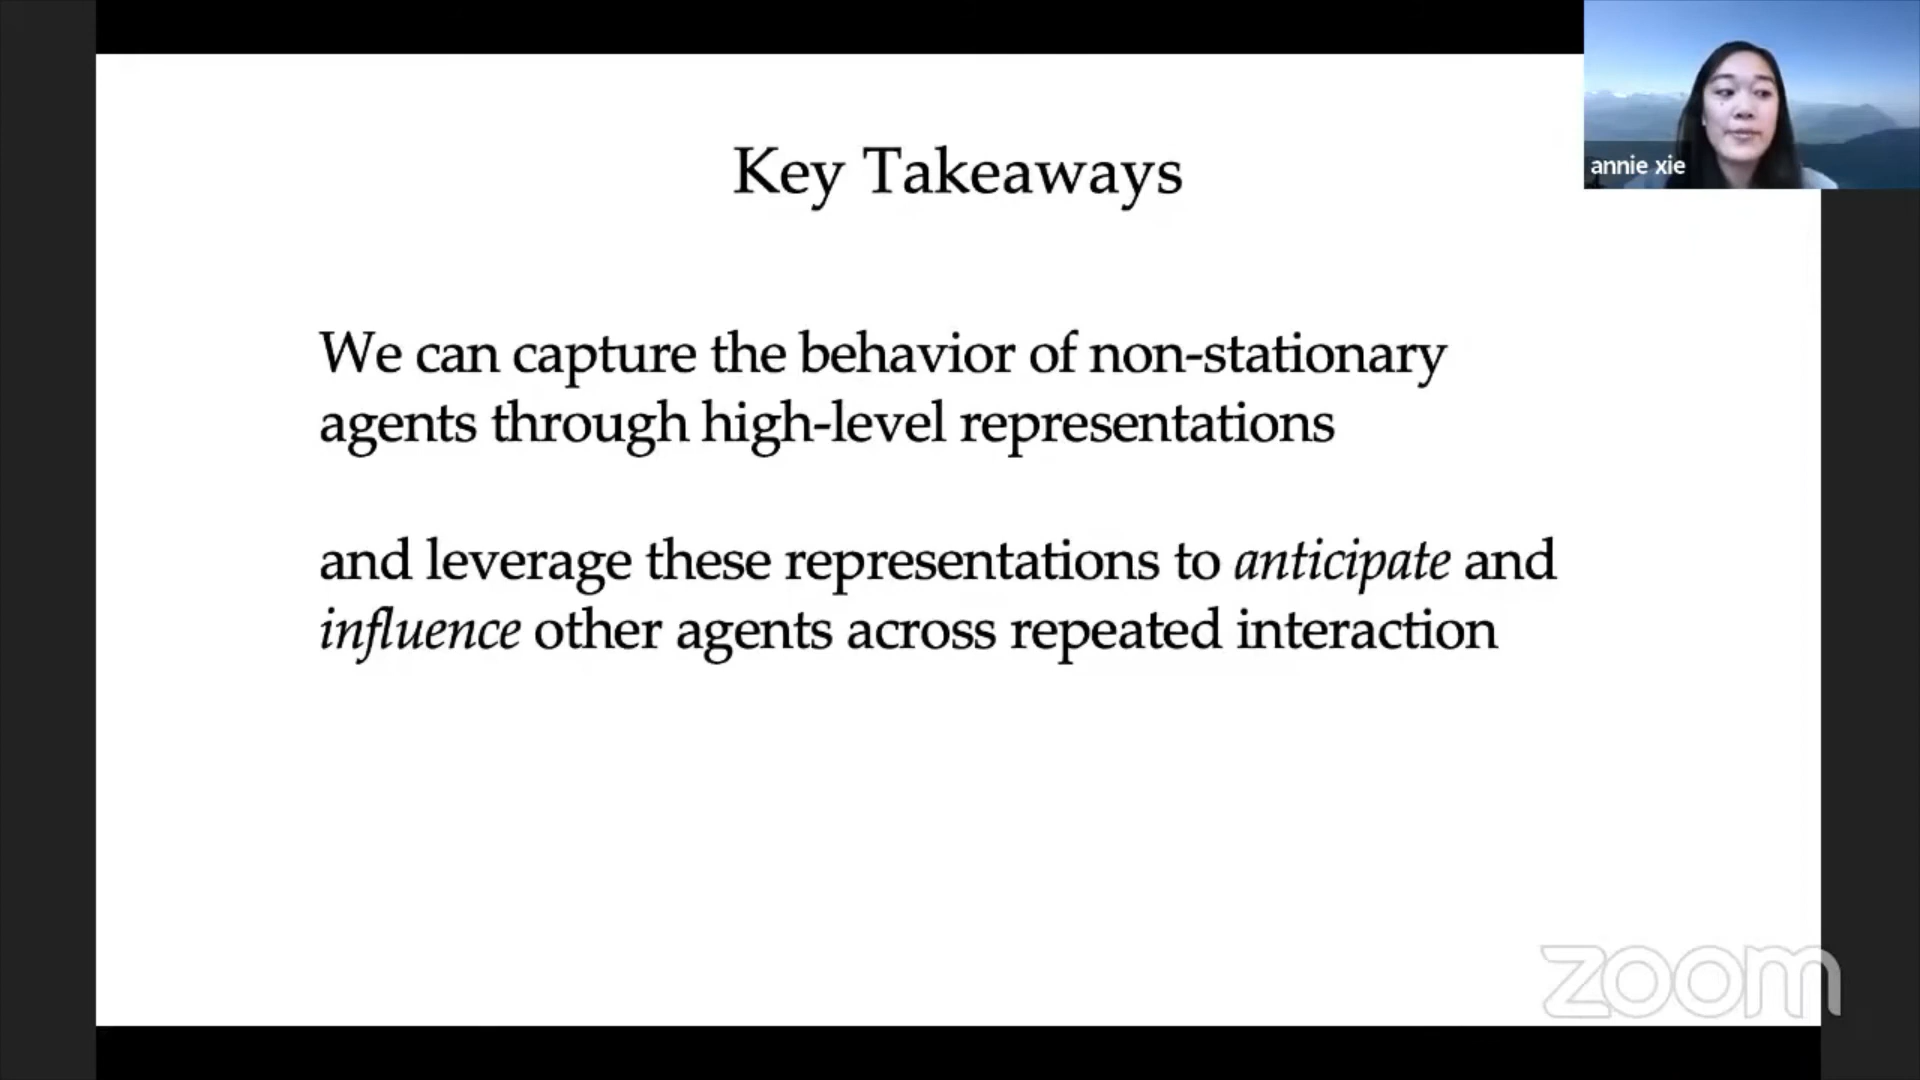 Key Takeaways
annie xie
We can capture the behavior of non-stationary
agents through high-level representations
and leverage these representations to anticipate and
influence other agents across repeated interaction
zoom